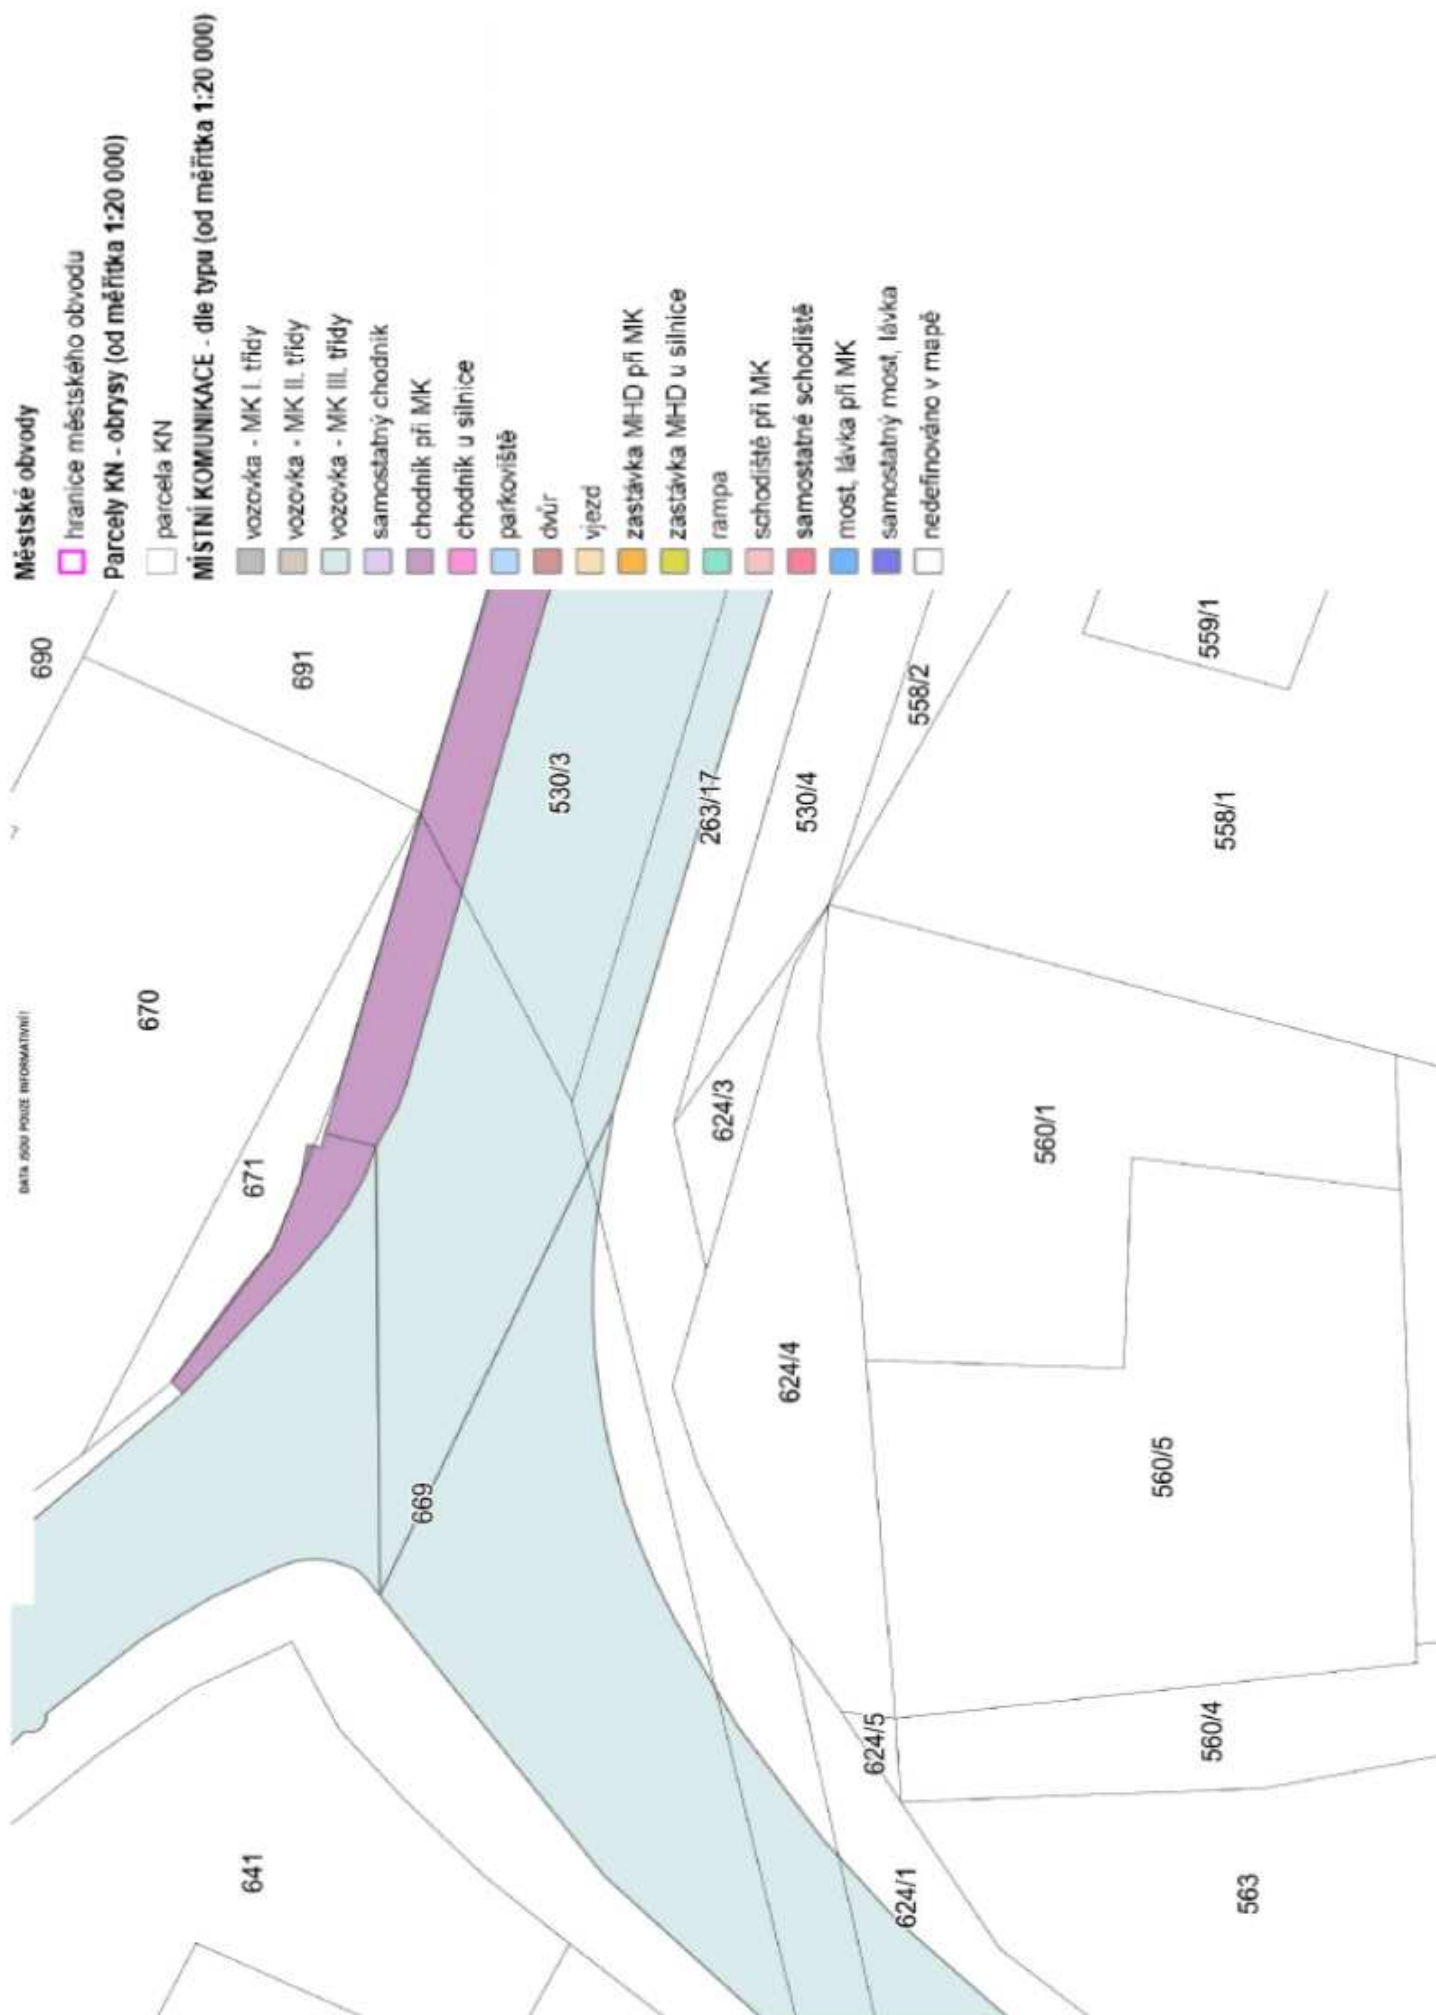 DATA JSOU POUZE INFORMATIVNÍ!
Městské obvody
hranice městského obvodu
Parcely KN - obrysy (od měřítka 1:20 000)
parcela KN
MÍSTNÍ KOMUNIKACE - dle typu (od měřítka 1:20 000)
vozovka - MK I. třídy
vozovka - MK II. třídy
vozovka - MK III. třídy
samostatný chodník
chodník při MK
chodník u silnice
parkoviště
dvůr
vjezd
zastávka MHD při MK
zastávka MHD u silnice
rampa
schodiště při MK
samostatné schodiště
most, lávka při MK
samostatný most, lávka
nedefinováno v mapě
690
670
691
671
641
669
530/3
263/17
624/3
530/4
624/4
558/2
624/5
624/1
560/1
560/5
560/4
559/1
558/1
563